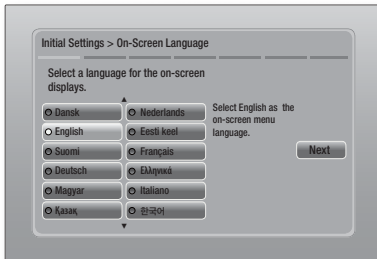 Initial Settings > On-Screen Language
Select a language for the on-screen
displays.
Dansk
Nederlands
English
Eesti keel
Suomi
Français
Deutsch
Ελληνικά
Magyar
Italiano
Қазақ
한국어
Select English as the
on-screen menu
language.
Next